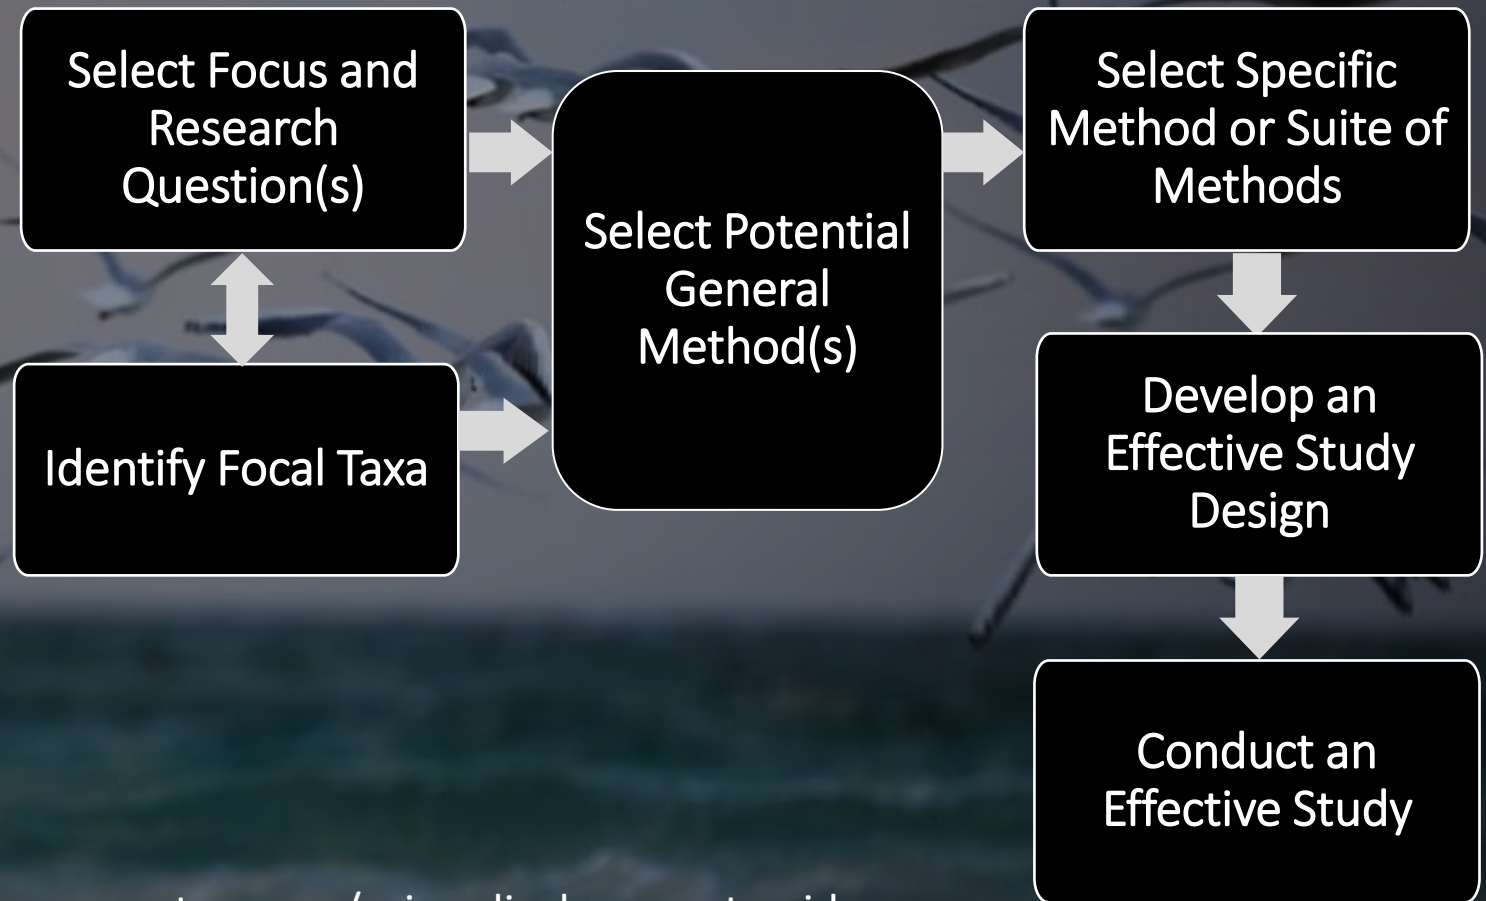 Select Focus and
Research
Question(s)
Identify Focal Taxa
Select Potential
General
Method(s)
Select Specific
Method or Suite of
Methods
Develop an
Effective Study
Design
Conduct an
Effective Study